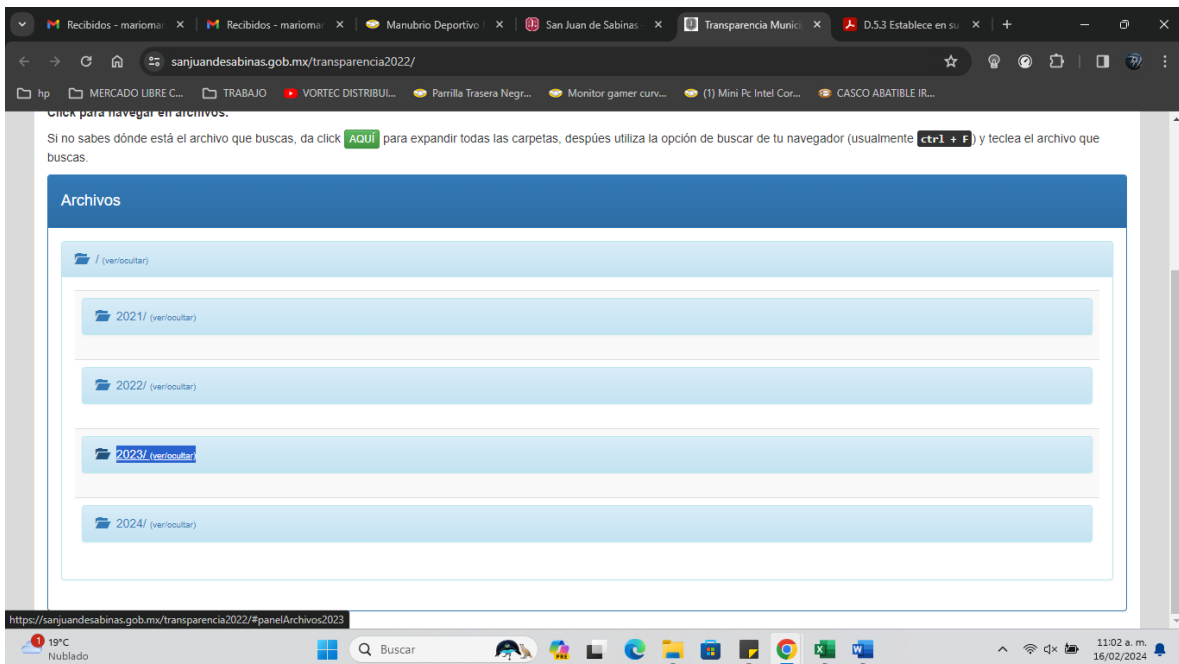 Recibidos - mariomar
Recibidos - mariomar
Manubrio Deportivo
San Juan de Sabinas
Transparencia Munici
D.5.3 Establece en su
sanjuandesabinas.gob.mx/transparencia2022/
hp
MERCADO LIBRE C...
TRABAJO
VORTEC DISTRIBUI...
Parrilla Trasera Negr...
Monitor gamer curv...
(1) Mini Pc Intel Cor...
CASCO ABATIBLE IR...
Click para navegar en archivos.
Si no sabes dónde está el archivo que buscas, da click AQUÍ para expandir todas las carpetas, despúes utiliza la opción de buscar de tu navegador (usualmente ctrl + F) y teclea el archivo que
buscas.
Archivos
/ (ver/ocultar)
2021/ (ver/ocultar)
2022/ (ver/ocultar)
2023/ (ver/ocultar)
2024/ (ver/ocultar)
https://sanjuandesabinas.gob.mx/transparencia2022/#panelArchivos2023
1
19°C
Nublado
Buscar
11:02 a. m.
16/02/2024